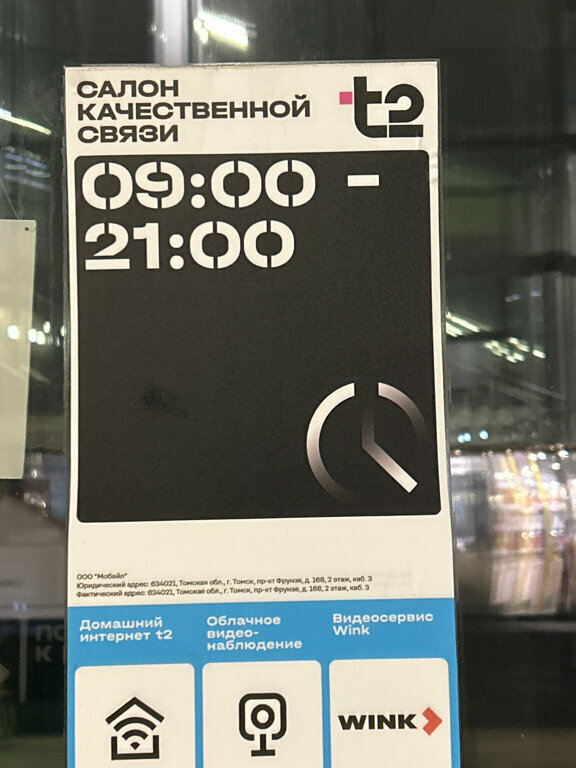 САЛОН
КАЧЕСТВЕННОЙ
СВЯЗИ
t2
09:00 -
21:00
ООО "Мобайл"
Юридический адрес: 634021, Томская обл., г. Томск, пр-кт Фрунзе, д. 168, 2 этаж, каб. 3
Фактический адрес: 634021, Томская обл., г. Томск, пр-кт Фрунзе, д. 168, 2 этаж, каб. 3
Домашний
интернет t2
Облачное
видео-
наблюдение
Видеосервис
Wink
WINK